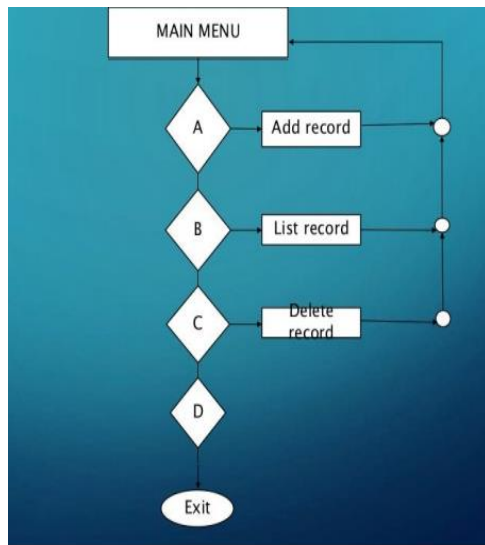 MAIN MENU
A
Add record
B
List record
C
Delete
record
D
Exit